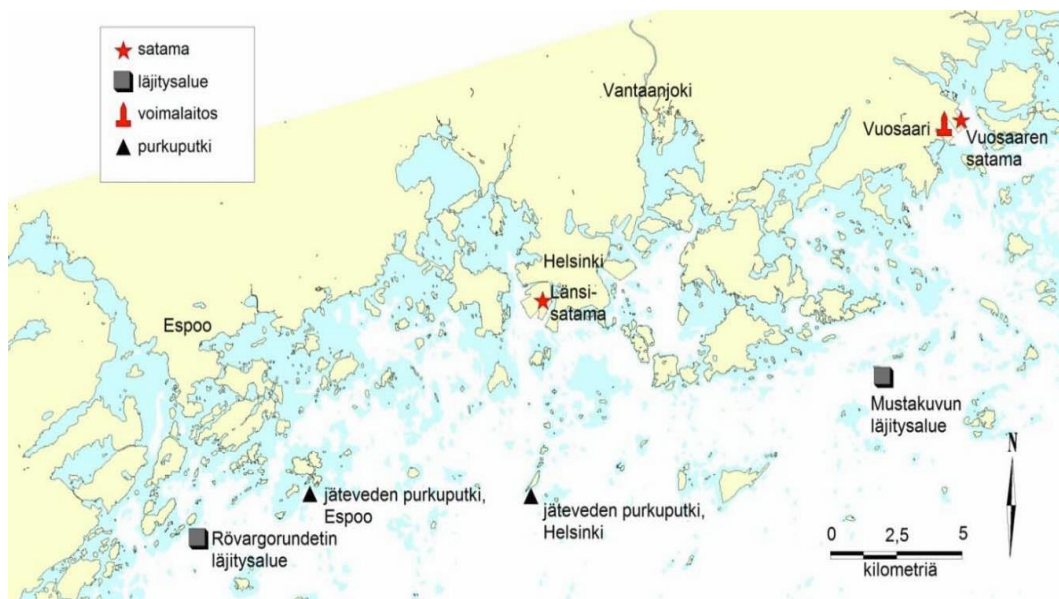 satama
läjitysalue
voimalaitos
purkuputki
Vantaanjoki
Vuosaari
Vuosaaren
satama
Helsinki
Länsi-
satama
Espoo
Mustakuvun
läjitysalue
jäteveden purkuputki,
Espoo
jäteveden purkuputki,
Helsinki
Rövargorundetin
läjitysalue
N
0 2,5 5
kilometriä